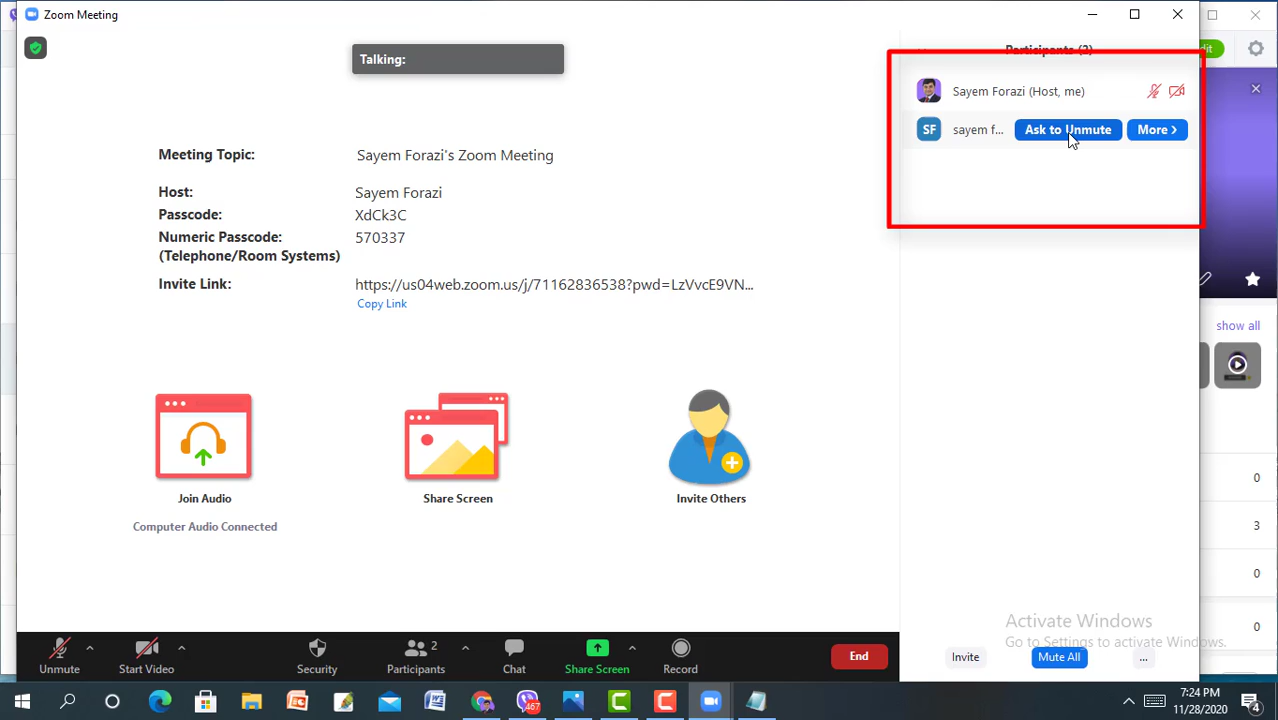 Zoom Meeting
Talking:
Participants (2)
Sayem Forazi (Host, me)
SF
sayem f...
Ask to Unmute
More >
Meeting Topic:
Sayem Forazi's Zoom Meeting
Host:
Sayem Forazi
Passcode:
XdCk3C
Numeric Passcode:
570337
(Telephone/Room Systems)
Invite Link:
https://us04web.zoom.us/j/71162836538?pwd=LzVvcE9VN...
Copy Link
show all
Join Audio
Share Screen
Invite Others
Computer Audio Connected
0
3
0
0
Activate Windows
Go to Settings to activate Windows.
Unmute
Start Video
Security
Participants
2
Chat
Share Screen
Record
End
Invite
Mute All
...
467
7:24 PM
11/28/2020
4